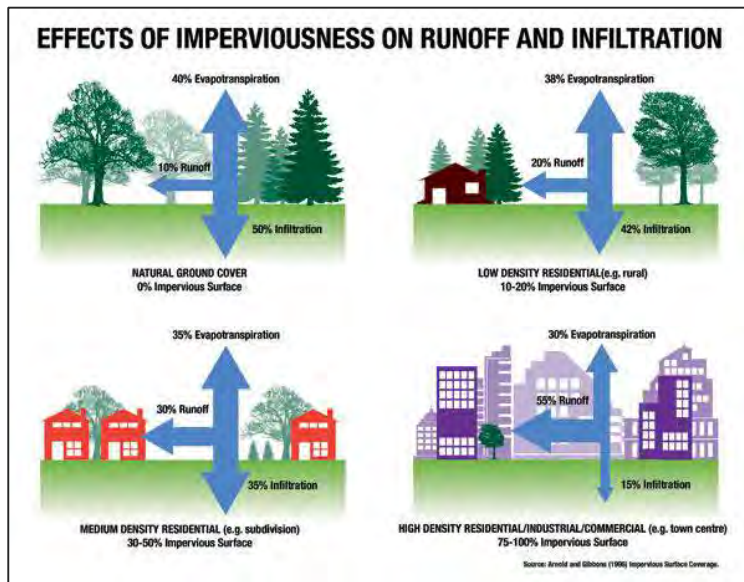 EFFECTS OF IMPERVIOUSNESS ON RUNOFF AND INFILTRATION
40% Evapotranspiration
10% Runoff
50% Infiltration
NATURAL GROUND COVER
0% Impervious Surface
38% Evapotranspiration
20% Runoff
42% Infiltration
LOW DENSITY RESIDENTIAL(e.g. rural)
10-20% Impervious Surface
35% Evapotranspiration
30% Runoff
35% Infiltration
MEDIUM DENSITY RESIDENTIAL (e.g. subdivision)
30-50% Impervious Surface
30% Evapotranspiration
55% Runoff
15% Infiltration
HIGH DENSITY RESIDENTIAL/INDUSTRIAL/COMMERCIAL (e.g. town centre)
75-100% Impervious Surface
Source: Arnold and Gibbons (1996) Impervious Surface Coverage.